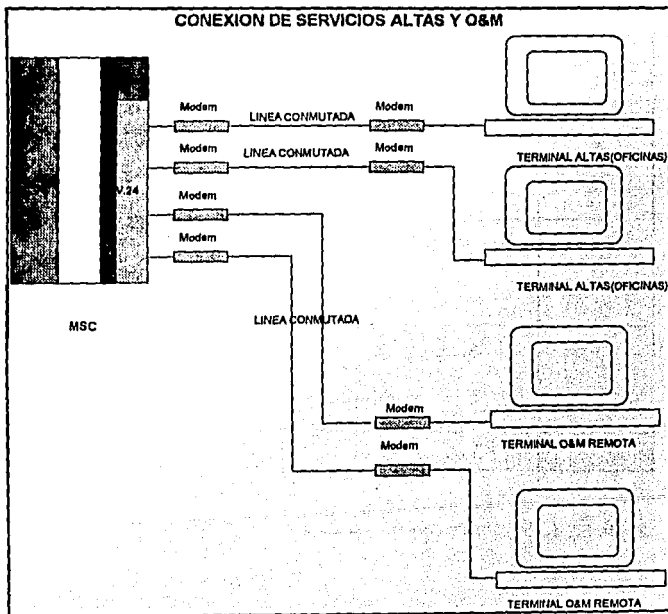 CONEXION DE SERVICIOS ALTAS Y O&M
Modem
LINEA CONMUTADA
Modem
TERMINAL ALTAS(OFICINAS)
Modem
LINEA CONMUTADA
Modem
V.24
Modem
Modem
TERMINAL ALTAS(OFICINAS)
MSC
LINEA CONMUTADA
Modem
TERMINAL O&M REMOTA
Modem
TERMINAL O&M REMOTA